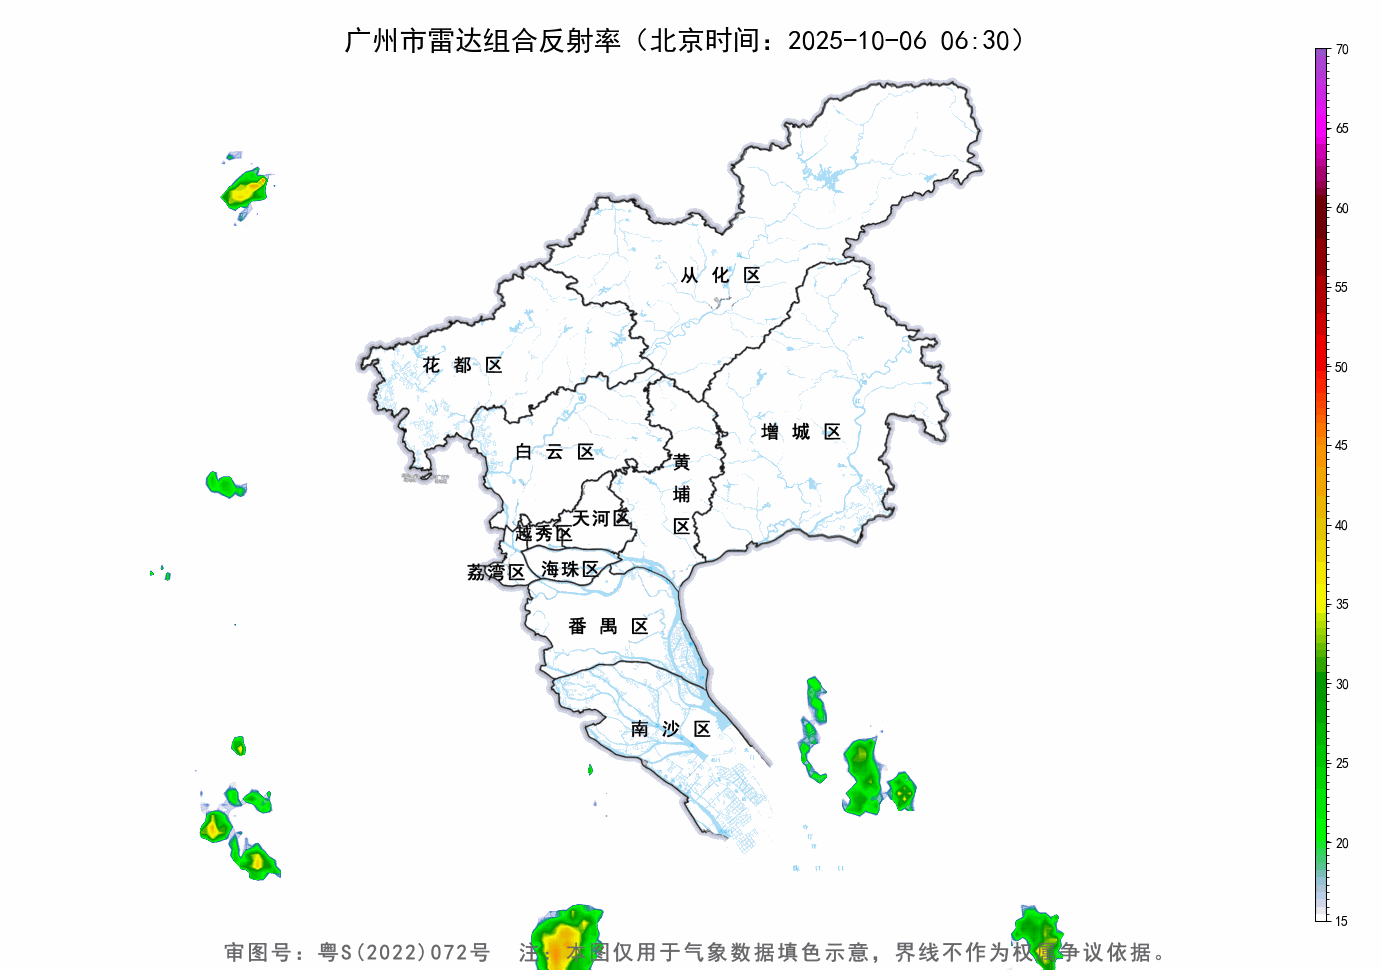 广州市雷达组合反射率（北京时间：2025-10-06 06:30）
70
65
60
55
50
45
40
35
30
25
20
15
从化区
花都区
增城区
白云区
黄埔区
天河区
越秀区
荔湾区
海珠区
番禺区
南沙区
审图号：粤S(2022)072号 注：本图仅用于气象数据填色示意，界线不作为权属争议依据。